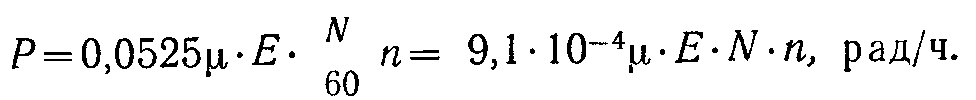 P = 0,0525μ · E · N/60 n = 9,1 · 10⁻⁴μ · E · N · n, рад/ч.